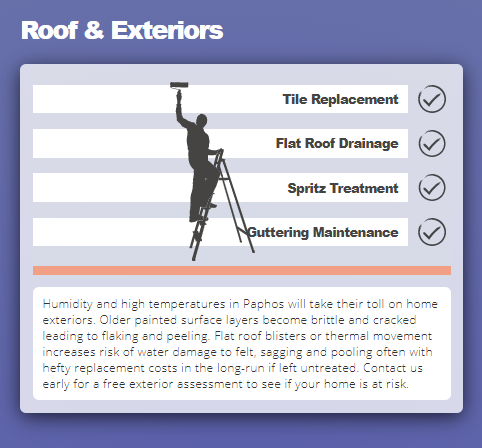 Roof & Exteriors
Tile Replacement
Flat Roof Drainage
Spritz Treatment
Guttering Maintenance
Humidity and high temperatures in Paphos will take their toll on home
exteriors. Older painted surface layers become brittle and cracked
leading to flaking and peeling. Flat roof blisters or thermal movement
increases risk of water damage to felt, sagging and pooling often with
hefty replacement costs in the long-run if left untreated. Contact us
early for a free exterior assessment to see if your home is at risk.